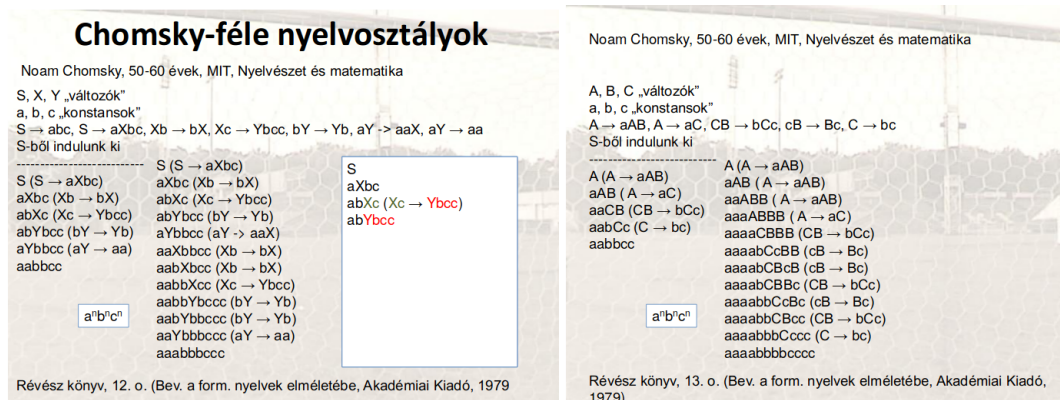 Chomsky-féle nyelvosztályok
Noam Chomsky, 50-60 évek, MIT, Nyelvészet és matematika
S, X, Y „változók”
a, b, c „konstansok”
S → abc, S → aXbc, Xb → bX, Xc → Ybcc, bY → Yb, aY -> aaX, aY → aa
S-ből indulunk ki
---------------------------
S (S → aXbc)
aXbc (Xb → bX)
abXc (Xc → Ybcc)
abYbcc (bY → Yb)
aYbbcc (aY → aa)
aabbcc
aⁿbⁿcⁿ
S (S → aXbc)
aXbc (Xb → bX)
abXc (Xc → Ybcc)
abYbcc (bY → Yb)
aYbbcc (aY -> aaX)
aaXbbcc (Xb → bX)
aabXbcc (Xb → bX)
aabbXcc (Xc → Ybcc)
aabbYbccc (bY → Yb)
aabYbbccc (bY → Yb)
aaYbbbccc (aY → aa)
aaabbbccc
S
aXbc
abXc (Xc → Ybcc)
abYbcc
Révész könyv, 12. o. (Bev. a form. nyelvek elméletébe, Akadémiai Kiadó, 1979
Noam Chomsky, 50-60 évek, MIT, Nyelvészet és matematika
A, B, C „változók”
a, b, c „konstansok”
A → aAB, A → aC, CB → bCc, cB → Bc, C → bc
S-ből indulunk ki
---------------------------
A (A → aAB)
aAB ( A → aC)
aaCB (CB → bCc)
aabCc (C → bc)
aabbcc
aⁿbⁿcⁿ
A (A → aAB)
aAB ( A → aAB)
aaABB ( A → aAB)
aaaABBB ( A → aC)
aaaaCBBB (CB → bCc)
aaaabCcBB (cB → Bc)
aaaabCBcB (cB → Bc)
aaaabCBBc (CB → bCc)
aaaabbCcBc (cB → Bc)
aaaabbCBcc (CB → bCc)
aaaabbbCccc (C → bc)
aaaabbbbcccc
Révész könyv, 13. o. (Bev. a form. nyelvek elméletébe, Akadémiai Kiadó,
1979)